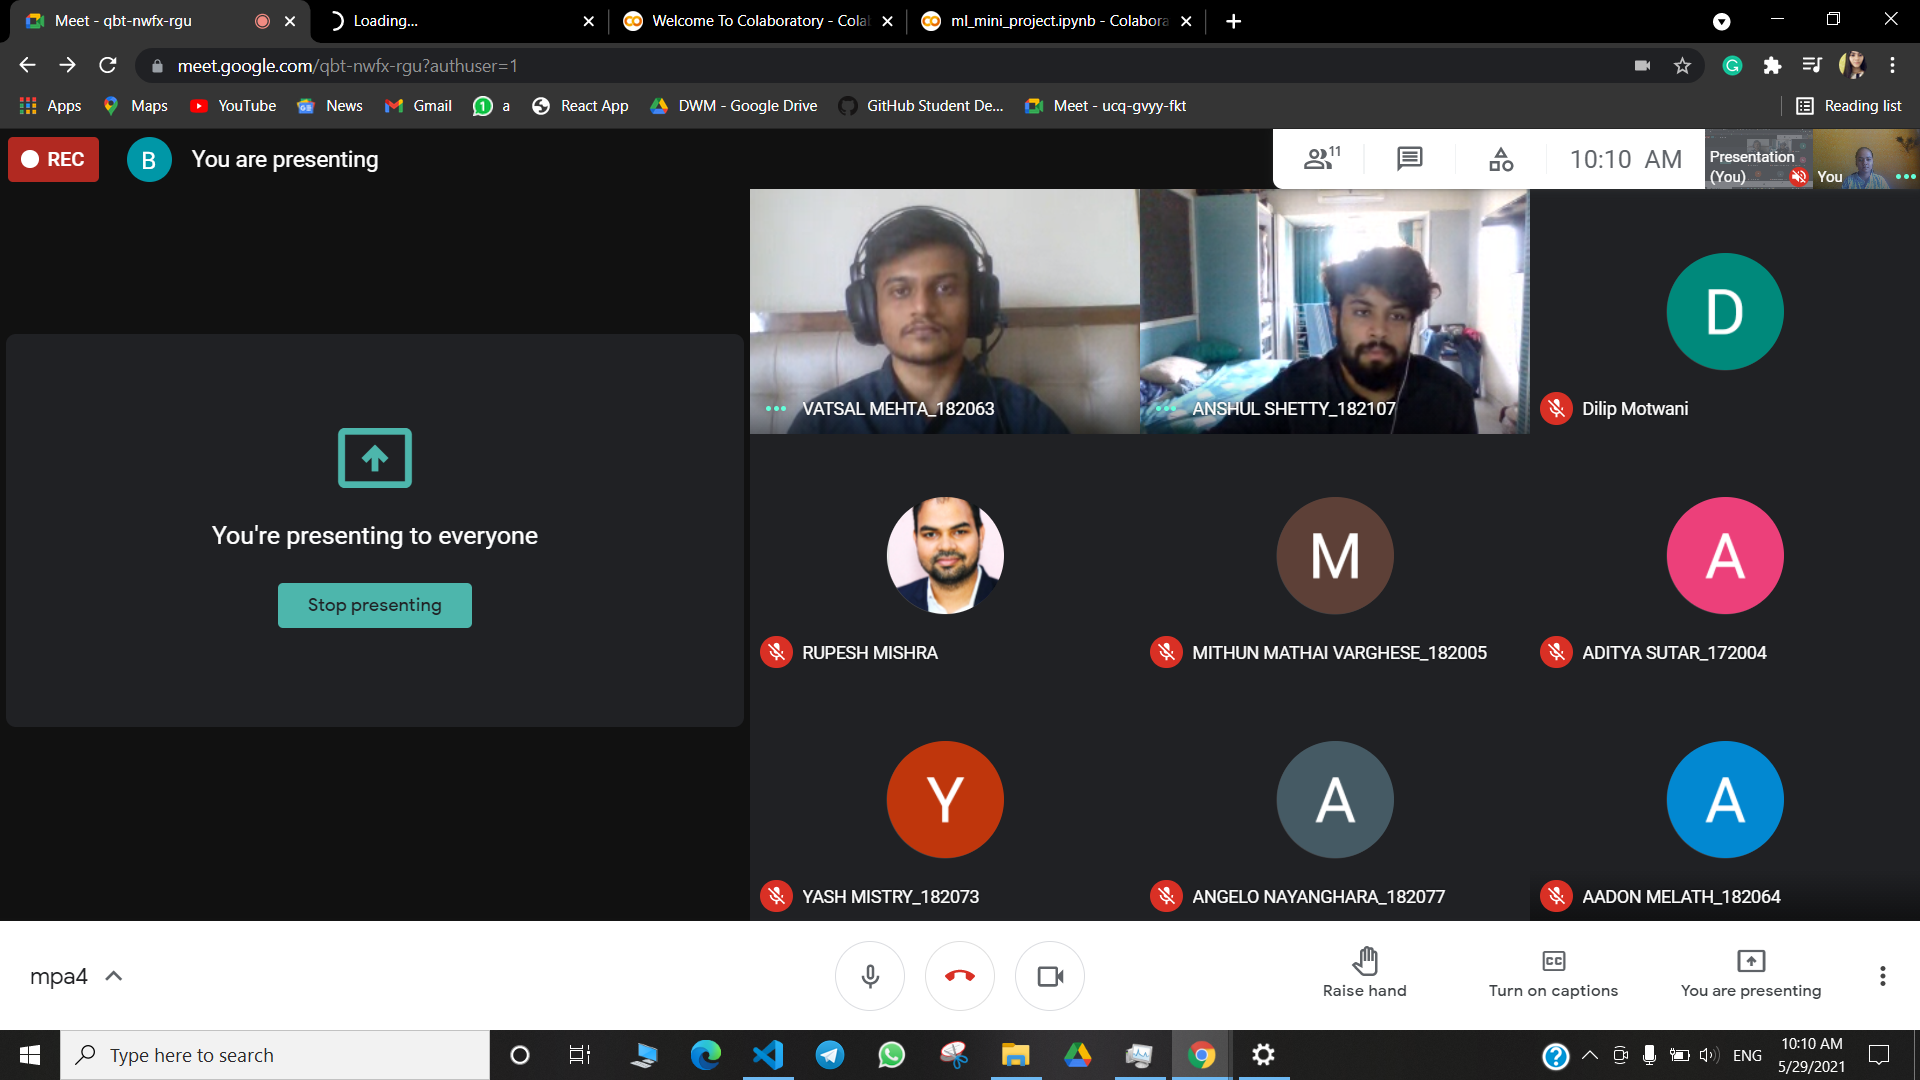 Meet - qbt-nwfx-rgu
Loading...
Welcome To Colaboratory - Cola
ml_mini_project.ipynb - Colabora
meet.google.com/qbt-nwfx-rgu?authuser=1
Apps
Maps
YouTube
News
Gmail
1 a
React App
DWM - Google Drive
GitHub Student De...
Meet - ucq-gvyy-fkt
Reading list
REC
B
You are presenting
11
10:10 AM
Presentation
(You)
You
VATSAL MEHTA_182063
ANSHUL SHETTY_182107
D
Dilip Motwani
You're presenting to everyone
Stop presenting
RUPESH MISHRA
M
MITHUN MATHAI VARGHESE_182005
A
ADITYA SUTAR_172004
Y
YASH MISTRY_182073
A
ANGELO NAYANGHARA_182077
A
AADON MELATH_182064
mpa4
Raise hand
CC
Turn on captions
You are presenting
Type here to search
ENG
10:10 AM
5/29/2021